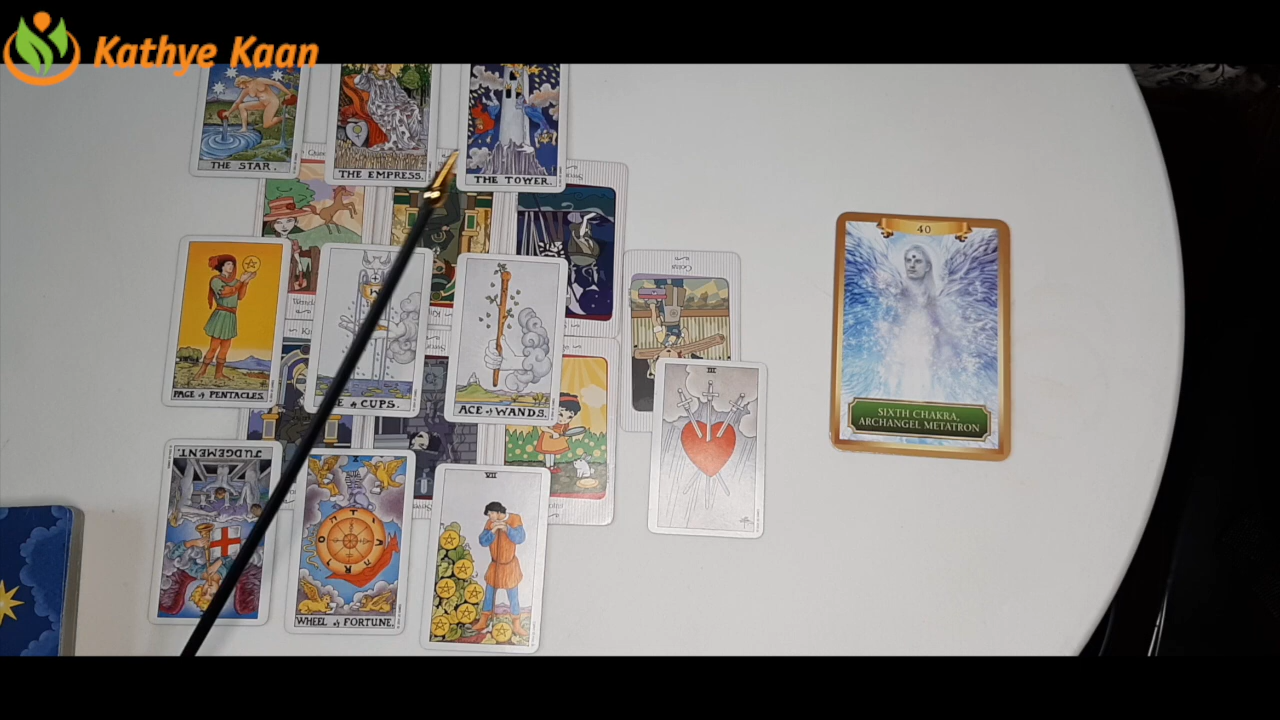 Kathye Kaan
THE STAR.
THE EMPRESS.
THE TOWER.
40
PAGE of PENTACLES.
CUPS.
ACE of WANDS.
III
SIXTH CHAKRA,
ARCHANGEL METATRON
JUDGEMENT.
X
WHEEL of FORTUNE.
VII